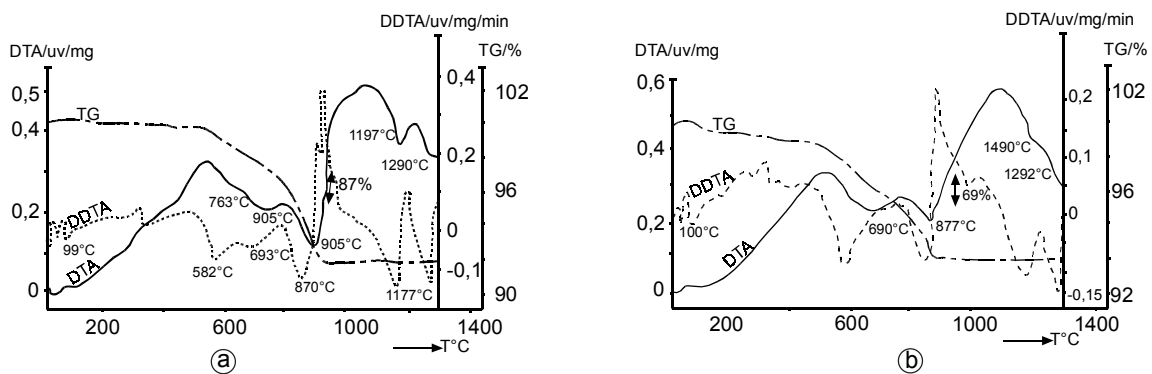 DDTA/uv/mg/min
DTA/uv/mg
TG/%
0,5
0,4
0,2
0
TG
DDTA
DTA
99°C
763°C
905°C
582°C
693°C
870°C
905°C
87%
1197°C
1290°C
1177°C
0,4
0,2
0
-0,1
102
96
90
200
600
1000
1400
T°C
a
DDTA/uv/mg/min
DTA/uv/mg
TG/%
0,6
0,4
0,2
0
TG
DDTA
DTA
100°C
690°C
877°C
69%
1490°C
1292°C
0,2
0,1
0
-0,15
102
96
92
200
600
1000
1400
T°C
b